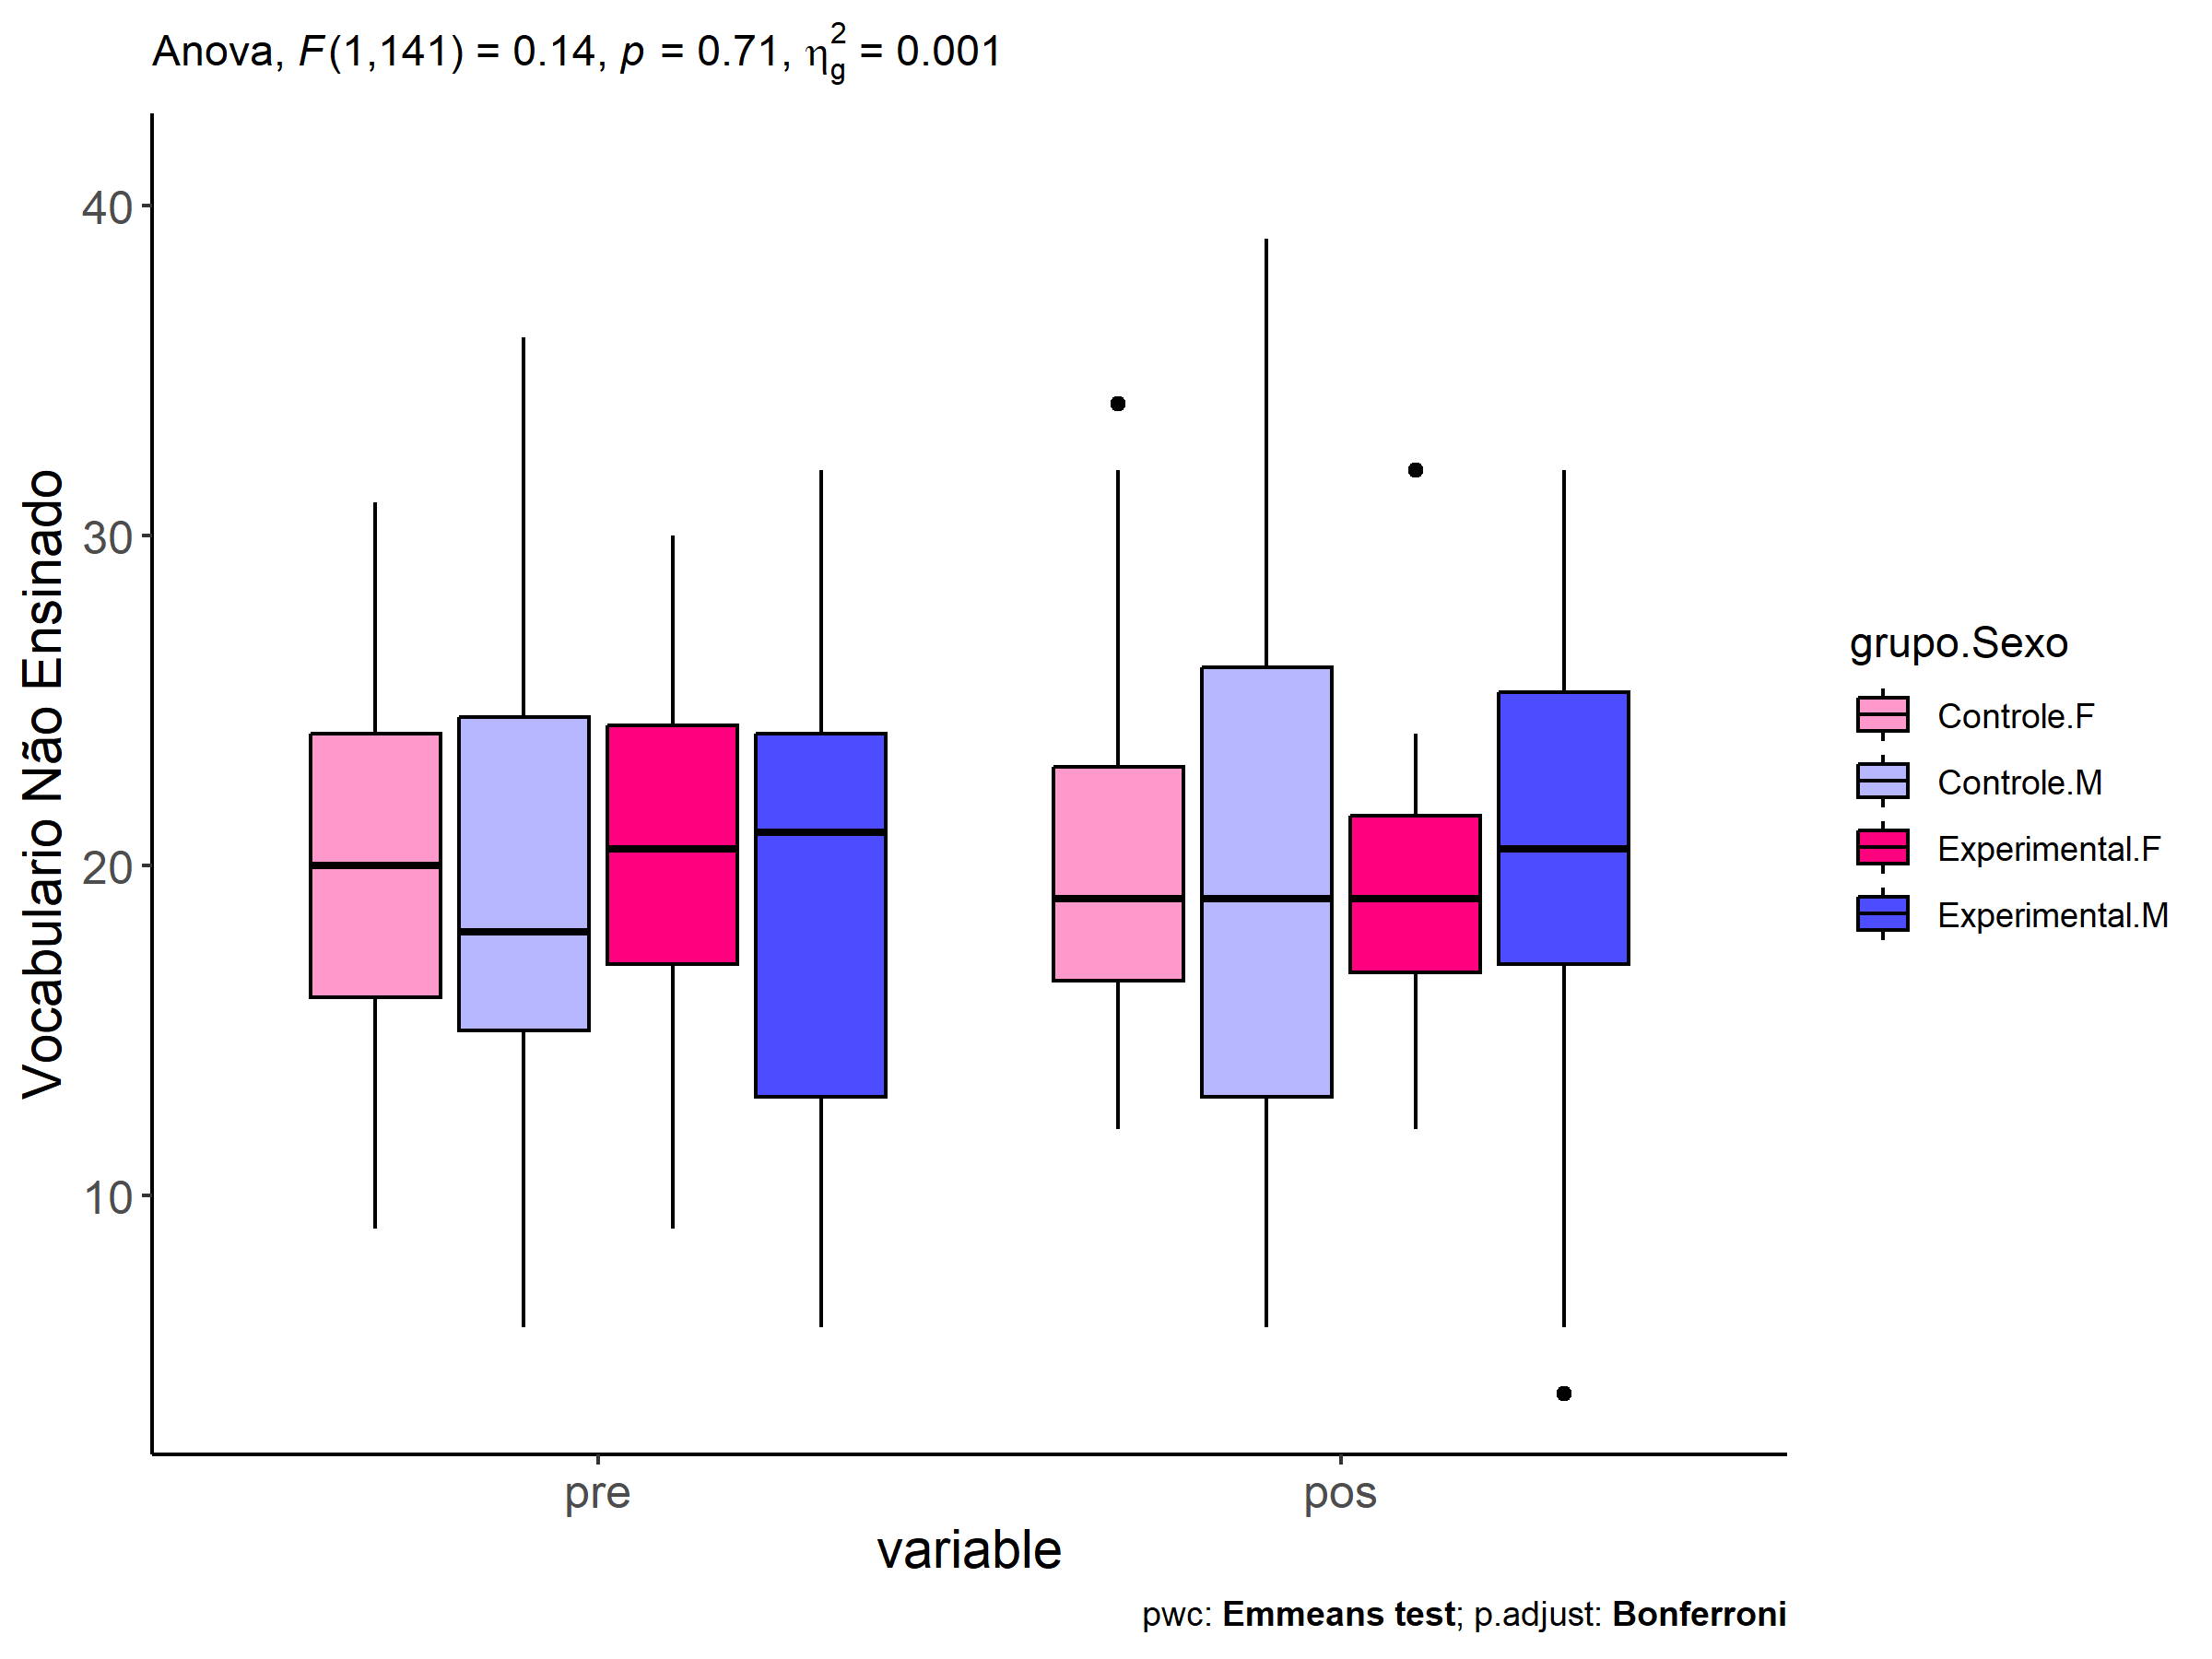 Anova, F(1,141) = 0.14, p = 0.71, η²g = 0.001
Vocabulario Não Ensinado
40
30
20
10
pre
pos
variable
grupo.Sexo
Controle.F
Controle.M
Experimental.F
Experimental.M
pwc: Emmeans test; p.adjust: Bonferroni